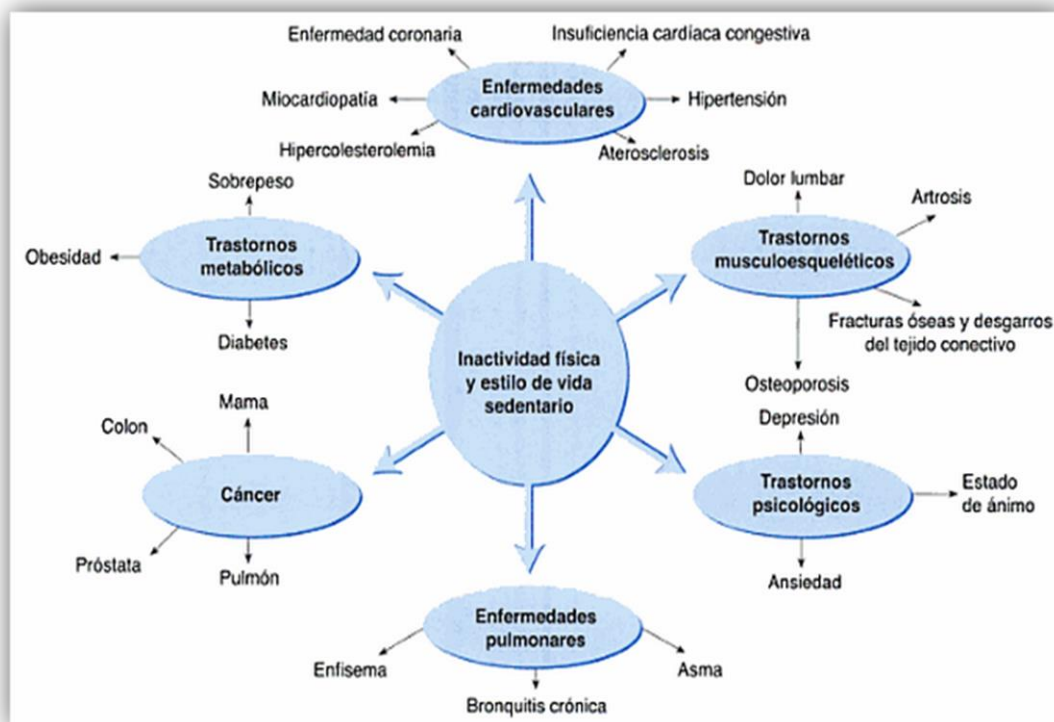 Enfermedad coronaria
Insuficiencia cardíaca congestiva
Enfermedades
cardiovasculares
Miocardiopatía
Hipertensión
Hipercolesterolemia
Aterosclerosis
Sobrepeso
Dolor lumbar
Artrosis
Trastornos
metabólicos
Trastornos
musculoesqueléticos
Obesidad
Diabetes
Fracturas óseas y desgarros
del tejido conectivo
Inactividad física
y estilo de vida
sedentario
Osteoporosis
Mama
Colon
Depresión
Cáncer
Trastornos
psicológicos
Estado
de ánimo
Próstata
Pulmón
Ansiedad
Enfermedades
pulmonares
Enfisema
Asma
Bronquitis crónica